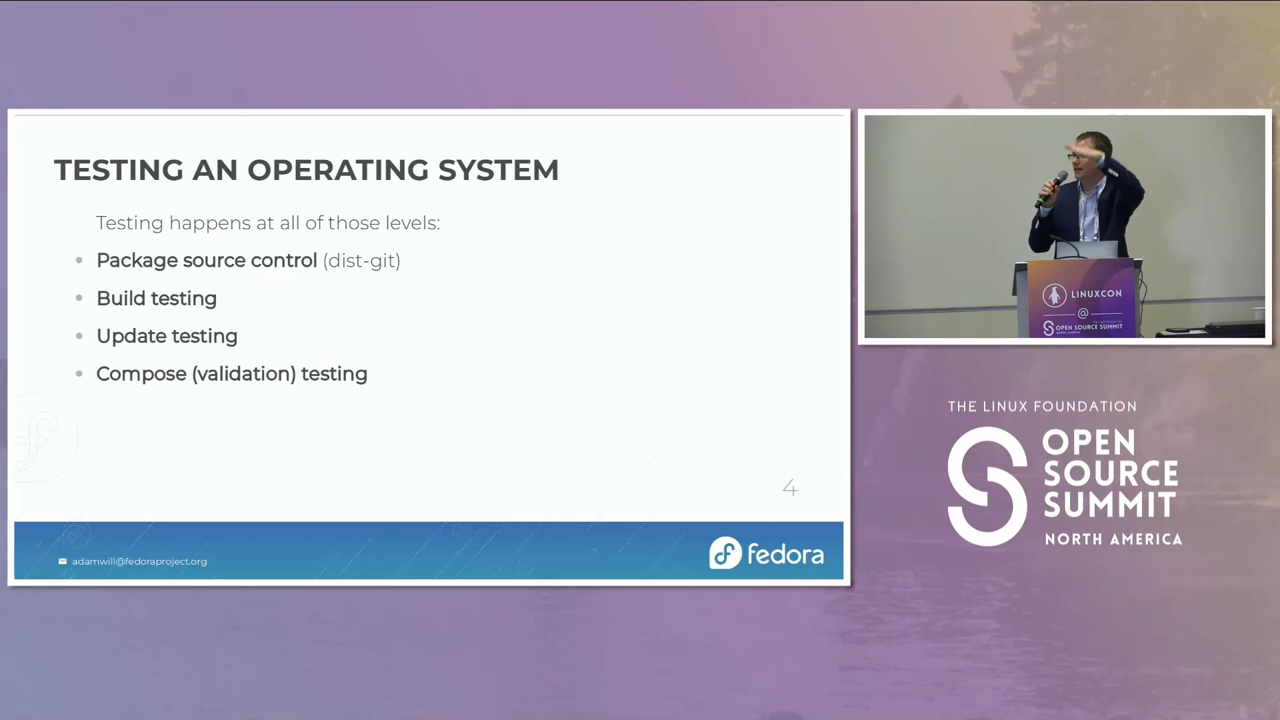 TESTING AN OPERATING SYSTEM
Testing happens at all of those levels:
Package source control (dist-git)
Build testing
Update testing
Compose (validation) testing
4
adamwill@fedoraproject.org
fedora
LINUXCON
@
OPEN SOURCE SUMMIT
THE LINUX FOUNDATION
OPEN
SOURCE
SUMMIT
NORTH AMERICA